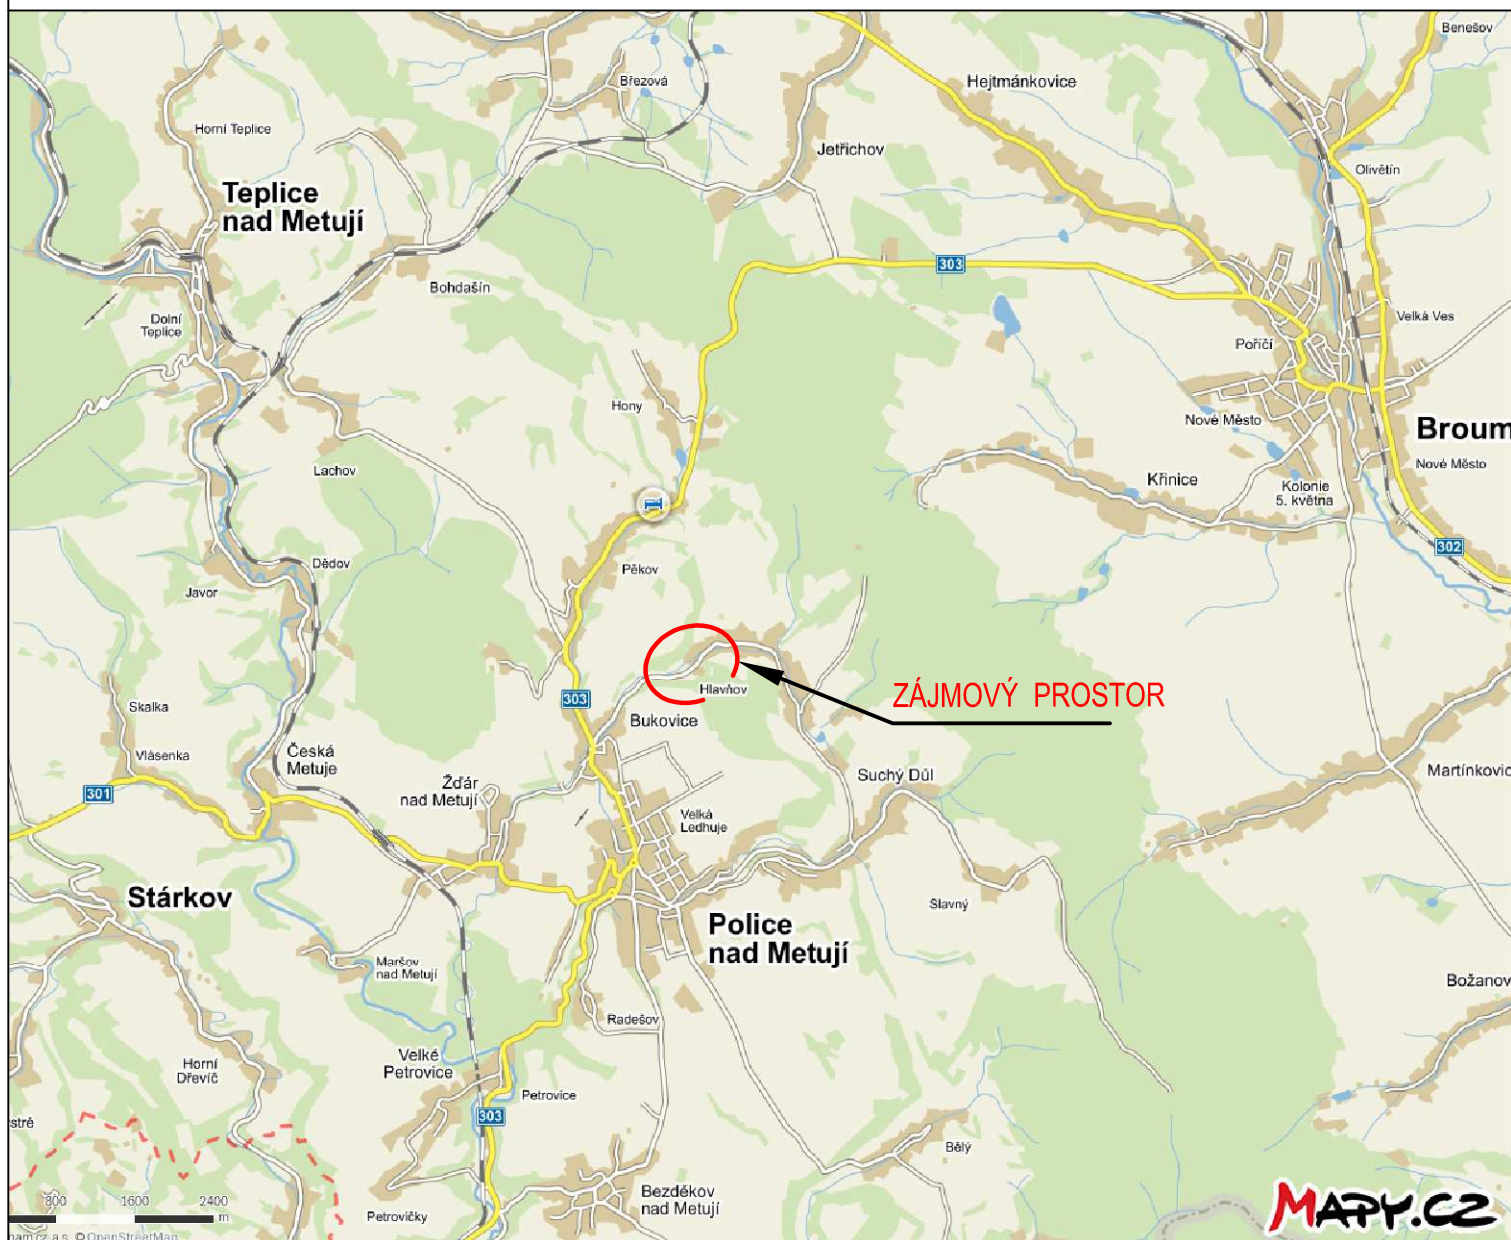 Benešov
Březová
Hejtmánkovice
Horní Teplice
Jetřichov
Olivětín
Teplice
nad Metují
303
Bohdašín
Dolní
Teplice
Velká Ves
Poříčí
Hony
Nové Město
Broum
Lachov
Nové Město
Křinice
Kolonie
5. května
302
Dědov
Pěkov
Javor
Hlavňov
ZÁJMOVÝ PROSTOR
303
Skalka
Bukovice
Vlásenka
Česká
Metuje
Suchý Důl
Martínkovic
Žďár
nad Metují
301
Velká
Ledhuje
Stárkov
Slavný
Police
nad Metují
Maršov
nad Metují
Božanov
Radešov
Velké
Petrovice
Horní
Dřevíč
Petrovice
303
stré
Bělý
Bezděkov
nad Metují
800 1600 2400
m
Petrovičky
MAPY.CZ
nam.cz, a.s. © OpenStreetMap